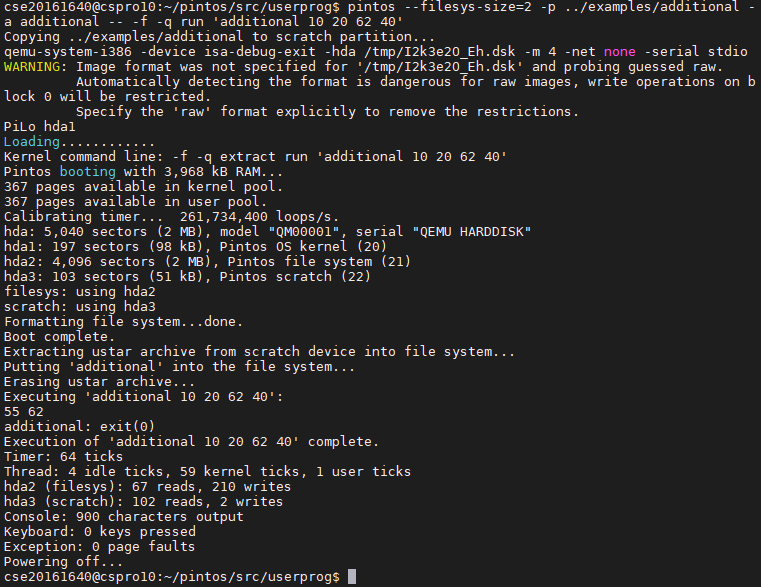 cse20161640@cspro10:~/pintos/src/userprog$ pintos --filesys-size=2 -p ../examples/additional -
a additional -- -f -q run 'additional 10 20 62 40'
Copying ../examples/additional to scratch partition...
qemu-system-i386 -device isa-debug-exit -hda /tmp/I2k3e2O_Eh.dsk -m 4 -net none -serial stdio
WARNING: Image format was not specified for '/tmp/I2k3e2O_Eh.dsk' and probing guessed raw.
         Automatically detecting the format is dangerous for raw images, write operations on b
lock 0 will be restricted.
         Specify the 'raw' format explicitly to remove the restrictions.
PiLo hda1
Loading............
Kernel command line: -f -q extract run 'additional 10 20 62 40'
Pintos booting with 3,968 kB RAM...
367 pages available in kernel pool.
367 pages available in user pool.
Calibrating timer...  261,734,400 loops/s.
hda: 5,040 sectors (2 MB), model "QM00001", serial "QEMU HARDDISK"
hda1: 197 sectors (98 kB), Pintos OS kernel (20)
hda2: 4,096 sectors (2 MB), Pintos file system (21)
hda3: 103 sectors (51 kB), Pintos scratch (22)
filesys: using hda2
scratch: using hda3
Formatting file system...done.
Boot complete.
Extracting ustar archive from scratch device into file system...
Putting 'additional' into the file system...
Erasing ustar archive...
Executing 'additional 10 20 62 40':
55 62
additional: exit(0)
Execution of 'additional 10 20 62 40' complete.
Timer: 64 ticks
Thread: 4 idle ticks, 59 kernel ticks, 1 user ticks
hda2 (filesys): 67 reads, 210 writes
hda3 (scratch): 102 reads, 2 writes
Console: 900 characters output
Keyboard: 0 keys pressed
Exception: 0 page faults
Powering off...
cse20161640@cspro10:~/pintos/src/userprog$